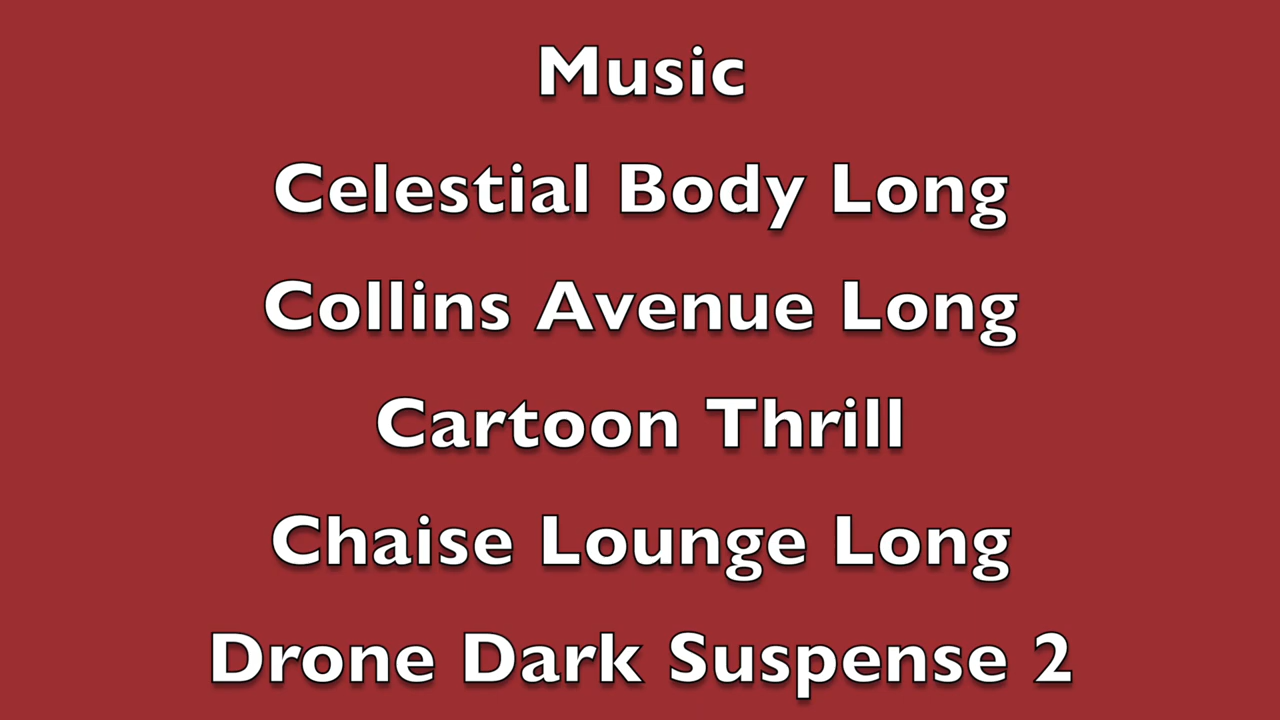 Music
Celestial Body Long
Collins Avenue Long
Cartoon Thrill
Chaise Lounge Long
Drone Dark Suspense 2